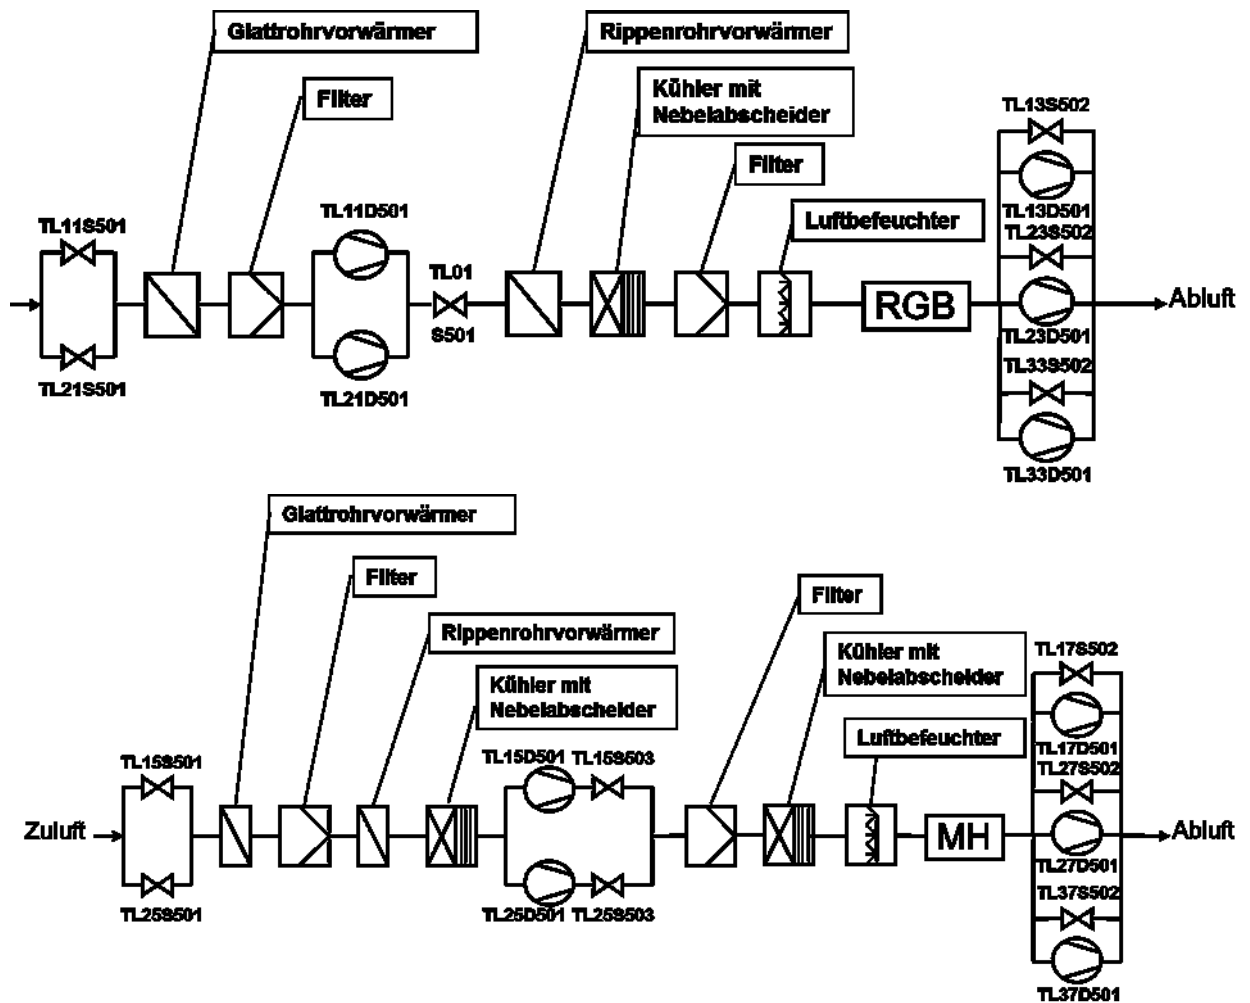 Glattrohrvorwärmer
Filter
Rippenrohrvorwärmer
Kühler mit
Nebelabscheider
Filter
Luftbefeuchter
TL11S501
TL21S501
TL11D501
TL21D501
TL01
S501
RGB
TL13S502
TL13D501
TL23S502
TL23D501
TL33S502
TL33D501
Abluft
Glattrohrvorwärmer
Filter
Rippenrohrvorwärmer
Kühler mit
Nebelabscheider
Filter
Kühler mit
Nebelabscheider
Luftbefeuchter
Zuluft
TL15S501
TL25S501
TL15D501
TL15S503
TL25D501
TL25S503
MH
TL17S502
TL17D501
TL27S502
TL27D501
TL37S502
TL37D501
Abluft